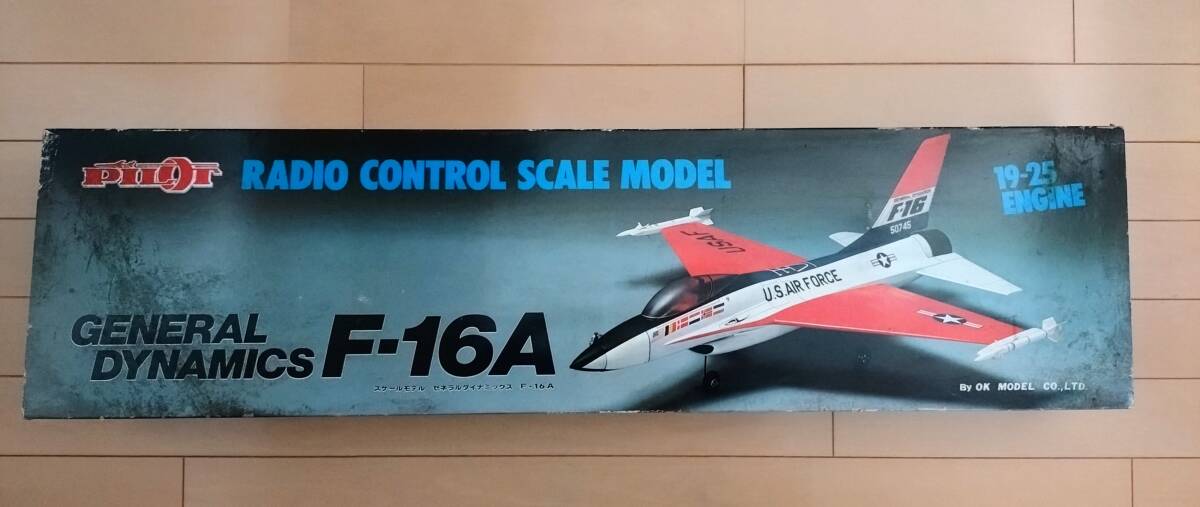 PILOT
RADIO CONTROL SCALE MODEL
19-25
ENGINE
GENERAL
DYNAMICS
F-16A
スケールモデル ゼネラルダイナミックス F-16A
F-16
50745
USAF
U.S. AIR FORCE
By OK MODEL CO.,LTD.